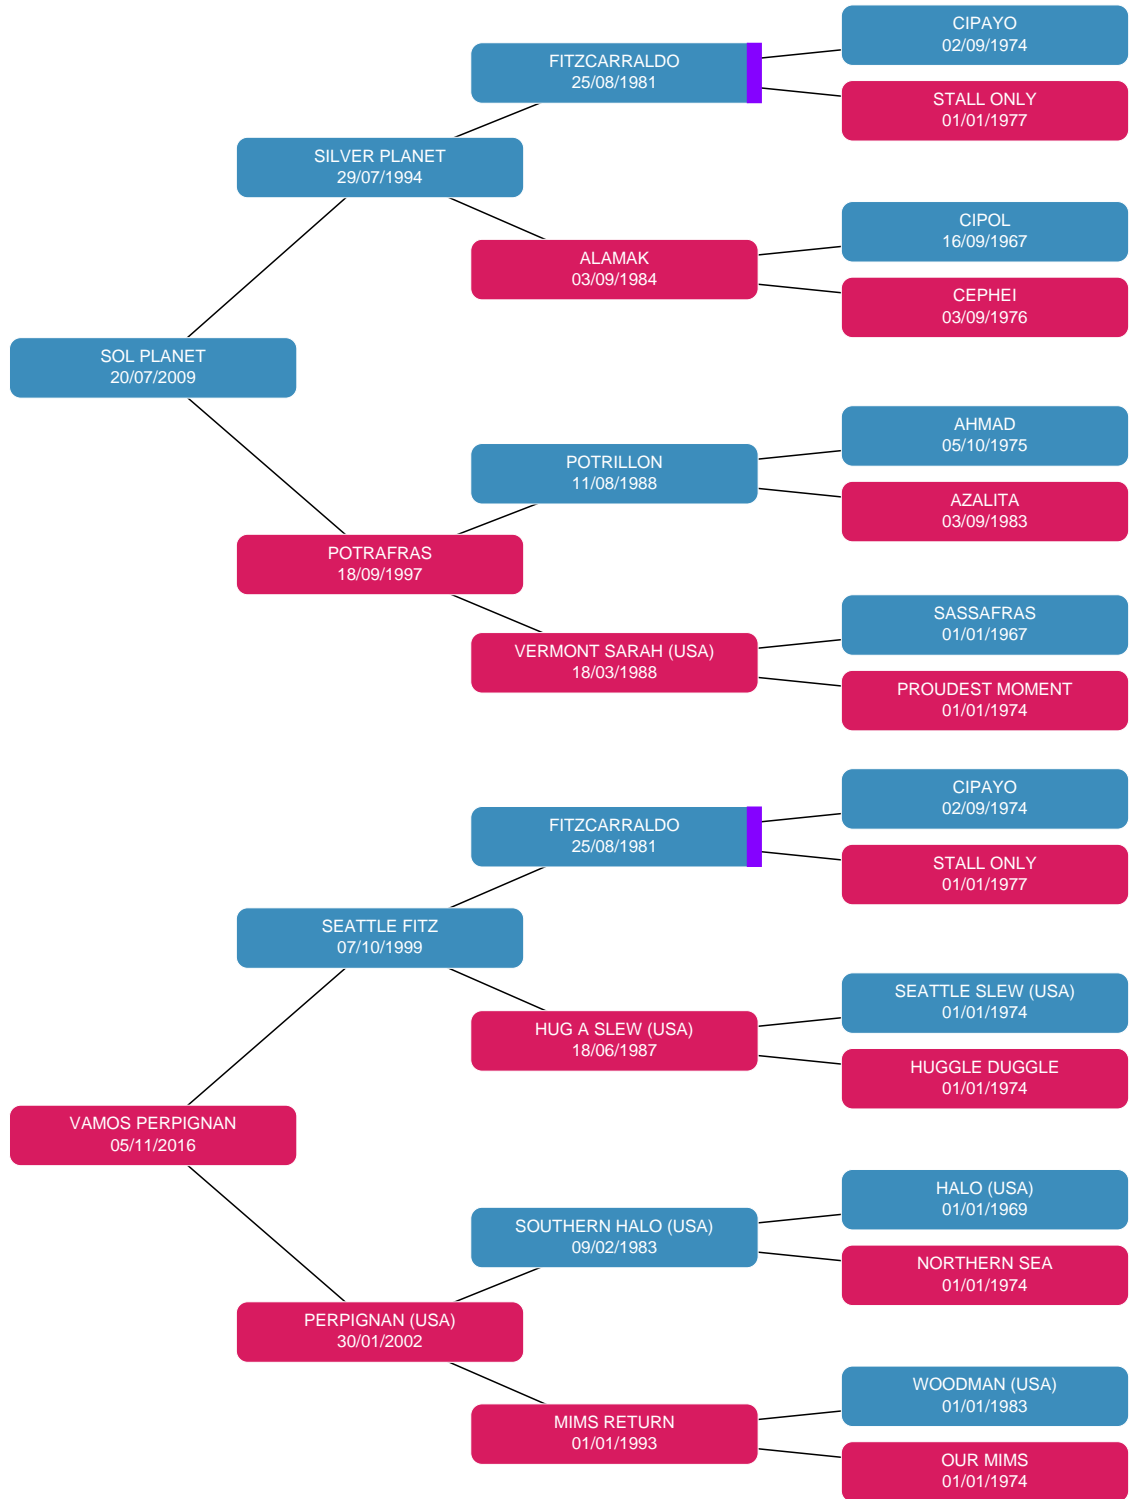 CIPAYO
02/09/1974
FITZCARRALDO
25/08/1981
STALL ONLY
01/01/1977
SILVER PLANET
29/07/1994
CIPOL
16/09/1967
ALAMAK
03/09/1984
CEPHEI
03/09/1976
SOL PLANET
20/07/2009
AHMAD
05/10/1975
POTRILLON
11/08/1988
AZALITA
03/09/1983
POTRAFRAS
18/09/1997
SASSAFRAS
01/01/1967
VERMONT SARAH (USA)
18/03/1988
PROUDEST MOMENT
01/01/1974
CIPAYO
02/09/1974
FITZCARRALDO
25/08/1981
STALL ONLY
01/01/1977
SEATTLE FITZ
07/10/1999
SEATTLE SLEW (USA)
01/01/1974
HUG A SLEW (USA)
18/06/1987
HUGGLE DUGGLE
01/01/1974
VAMOS PERPIGNAN
05/11/2016
HALO (USA)
01/01/1969
SOUTHERN HALO (USA)
09/02/1983
NORTHERN SEA
01/01/1974
PERPIGNAN (USA)
30/01/2002
WOODMAN (USA)
01/01/1983
MIMS RETURN
01/01/1993
OUR MIMS
01/01/1974